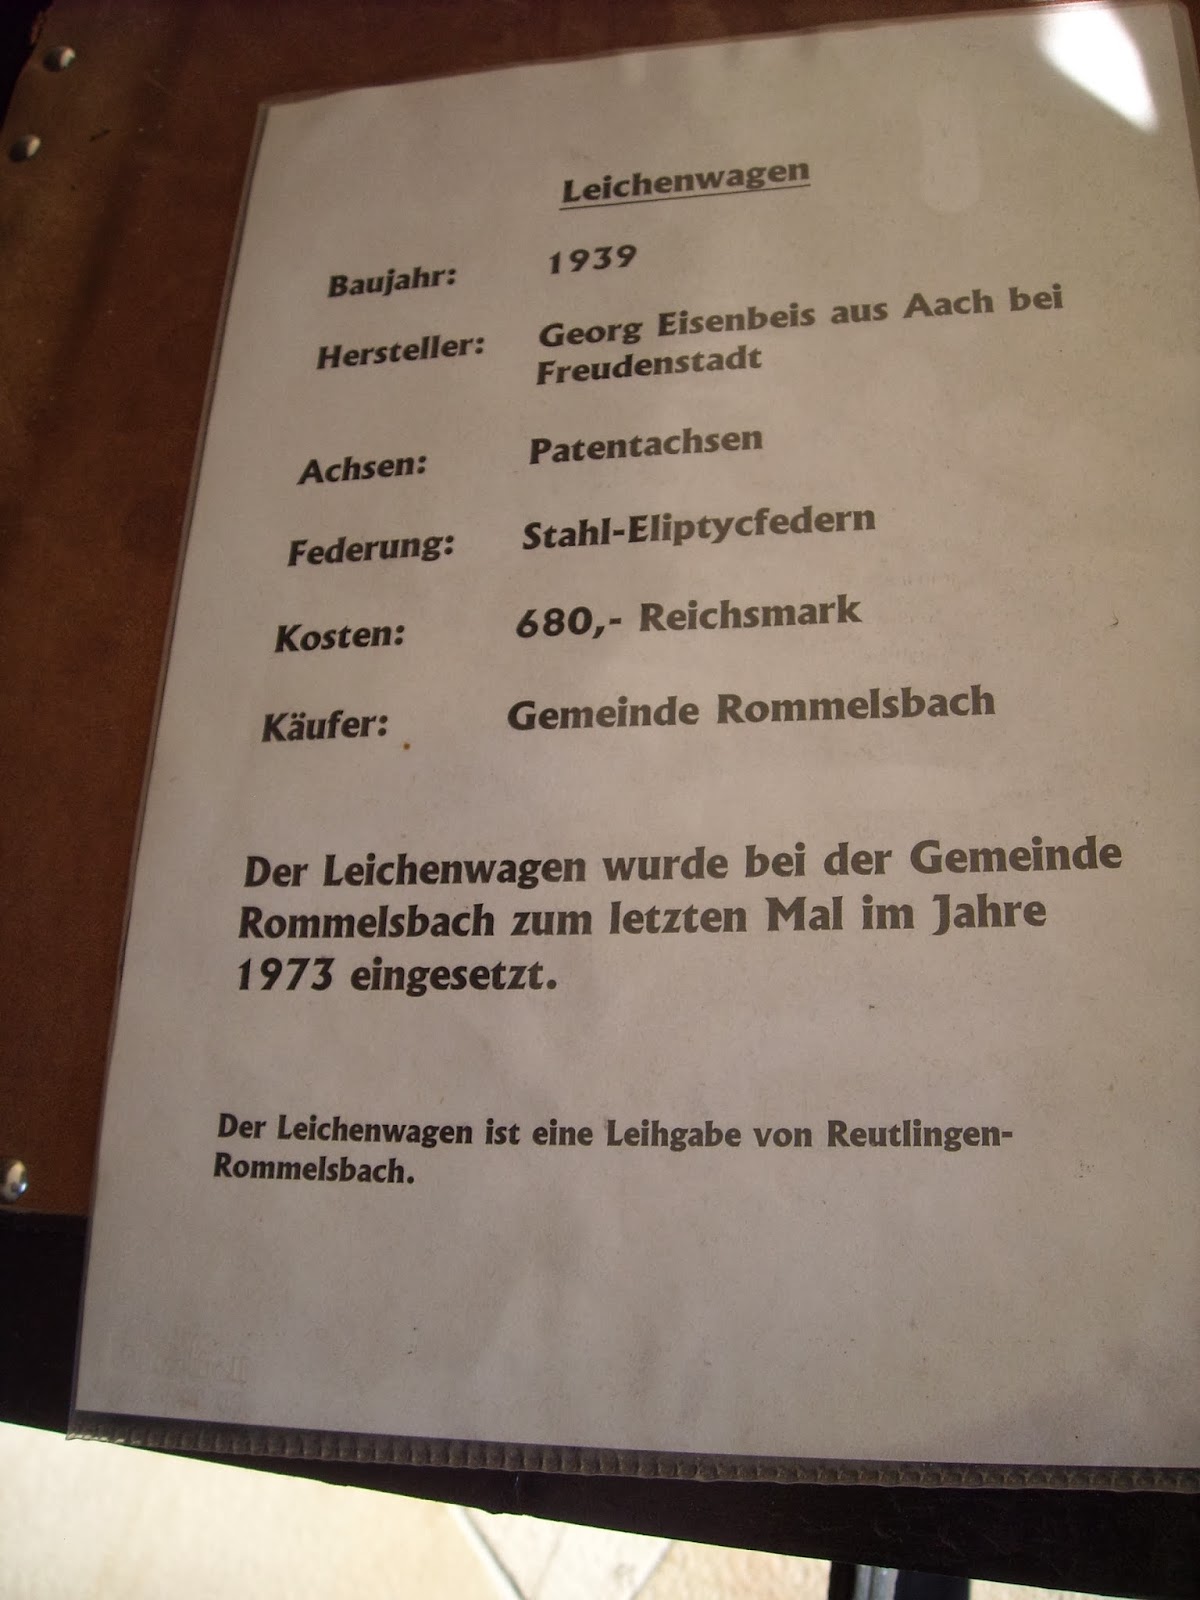 Leichenwagen
Baujahr: 1939
Hersteller: Georg Eisenbeis aus Aach bei
Freudenstadt
Achsen: Patentachsen
Federung: Stahl-Eliptycfedern
Kosten: 680,- Reichsmark
Käufer: Gemeinde Rommelsbach
Der Leichenwagen wurde bei der Gemeinde
Rommelsbach zum letzten Mal im Jahre
1973 eingesetzt.
Der Leichenwagen ist eine Leihgabe von Reutlingen-
Rommelsbach.